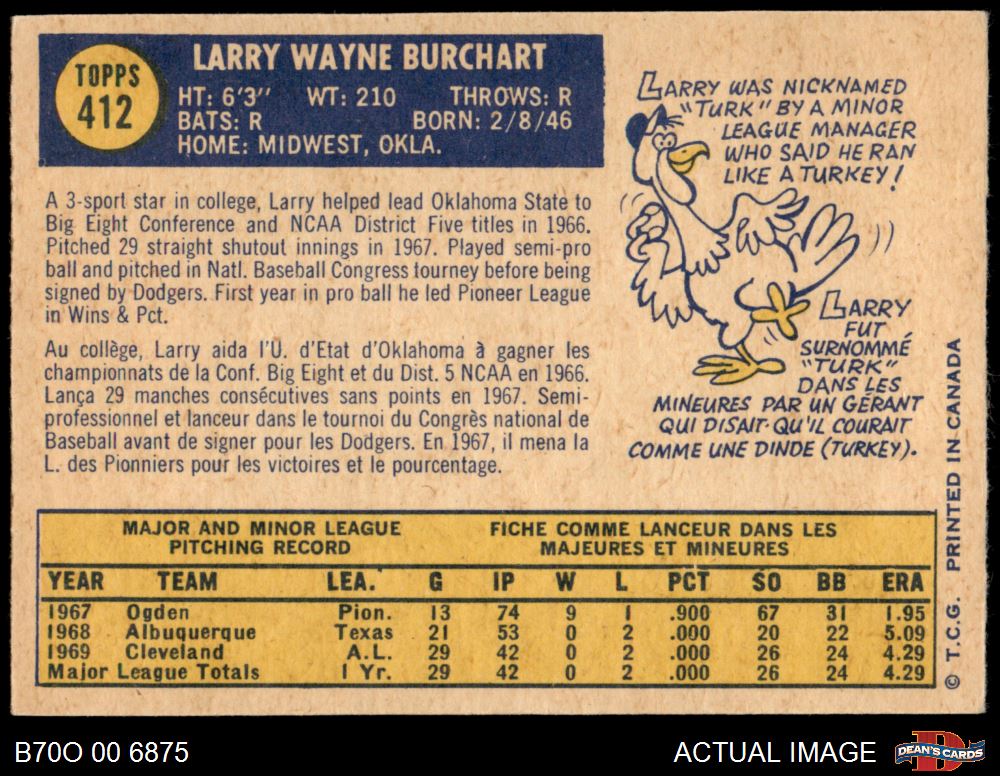 TOPPS
412
LARRY WAYNE BURCHART
HT: 6'3" WT: 210 THROWS: R
BATS: R BORN: 2/8/46
HOME: MIDWEST, OKLA.
A 3-sport star in college, Larry helped lead Oklahoma State to
Big Eight Conference and NCAA District Five titles in 1966.
Pitched 29 straight shutout innings in 1967. Played semi-pro
ball and pitched in Natl. Baseball Congress tourney before being
signed by Dodgers. First year in pro ball he led Pioneer League
in Wins & Pct.
Au collège, Larry aida l'U. d'Etat d'Oklahoma à gagner les
championnats de la Conf. Big Eight et du Dist. 5 NCAA en 1966.
Lança 29 manches consécutives sans points en 1967. Semi-
professionnel et lanceur dans le tournoi du Congrès national de
Baseball avant de signer pour les Dodgers. En 1967, il mena la
L. des Pionniers pour les victoires et le pourcentage.
LARRY WAS NICKNAMED
"TURK" BY A MINOR
LEAGUE MANAGER
WHO SAID HE RAN
LIKE A TURKEY!
LARRY
FUT
SURNOMMÉ
"TURK"
DANS LES
MINEURES PAR UN GÉRANT
QUI DISAIT-QU'IL COURAIT
COMME UNE DINDE (TURKEY).
MAJOR AND MINOR LEAGUE
PITCHING RECORD
FICHE COMME LANCEUR DANS LES
MAJEURES ET MINEURES
YEAR TEAM LEA. G IP W L PCT SO BB ERA
1967 Ogden Pion. 13 74 9 1 .900 67 31 1.95
1968 Albuquerque Texas 21 53 0 2 .000 20 22 5.09
1969 Cleveland A.L. 29 42 0 2 .000 26 24 4.29
Major League Totals 1 Yr. 29 42 0 2 .000 26 24 4.29
© T.C.G. PRINTED IN CANADA
B70O 00 6875
ACTUAL IMAGE
DEAN'S CARDS